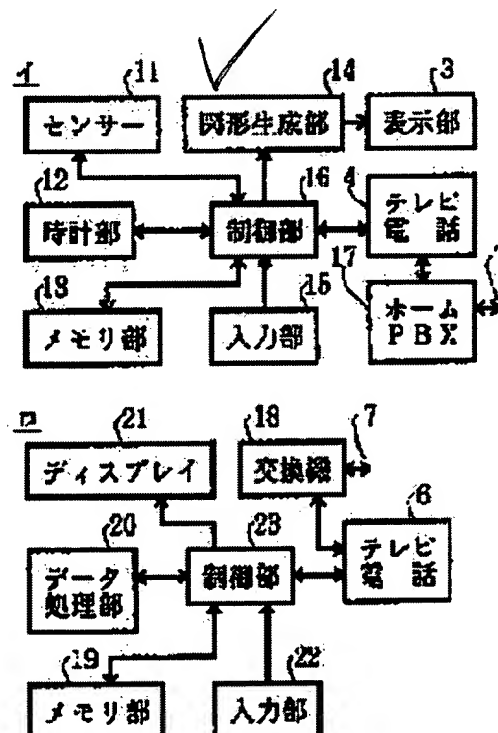 イ
11
14
3
センサー
図形生成部
表示部
12
16
4
時計部
制御部
テレビ
電話
13
15
17
メモリ部
入力部
ホーム
PBX
ロ
21
18
7
ディスプレイ
交換機
20
23
6
データ
処理部
制御部
テレビ
電話
19
22
メモリ部
入力部